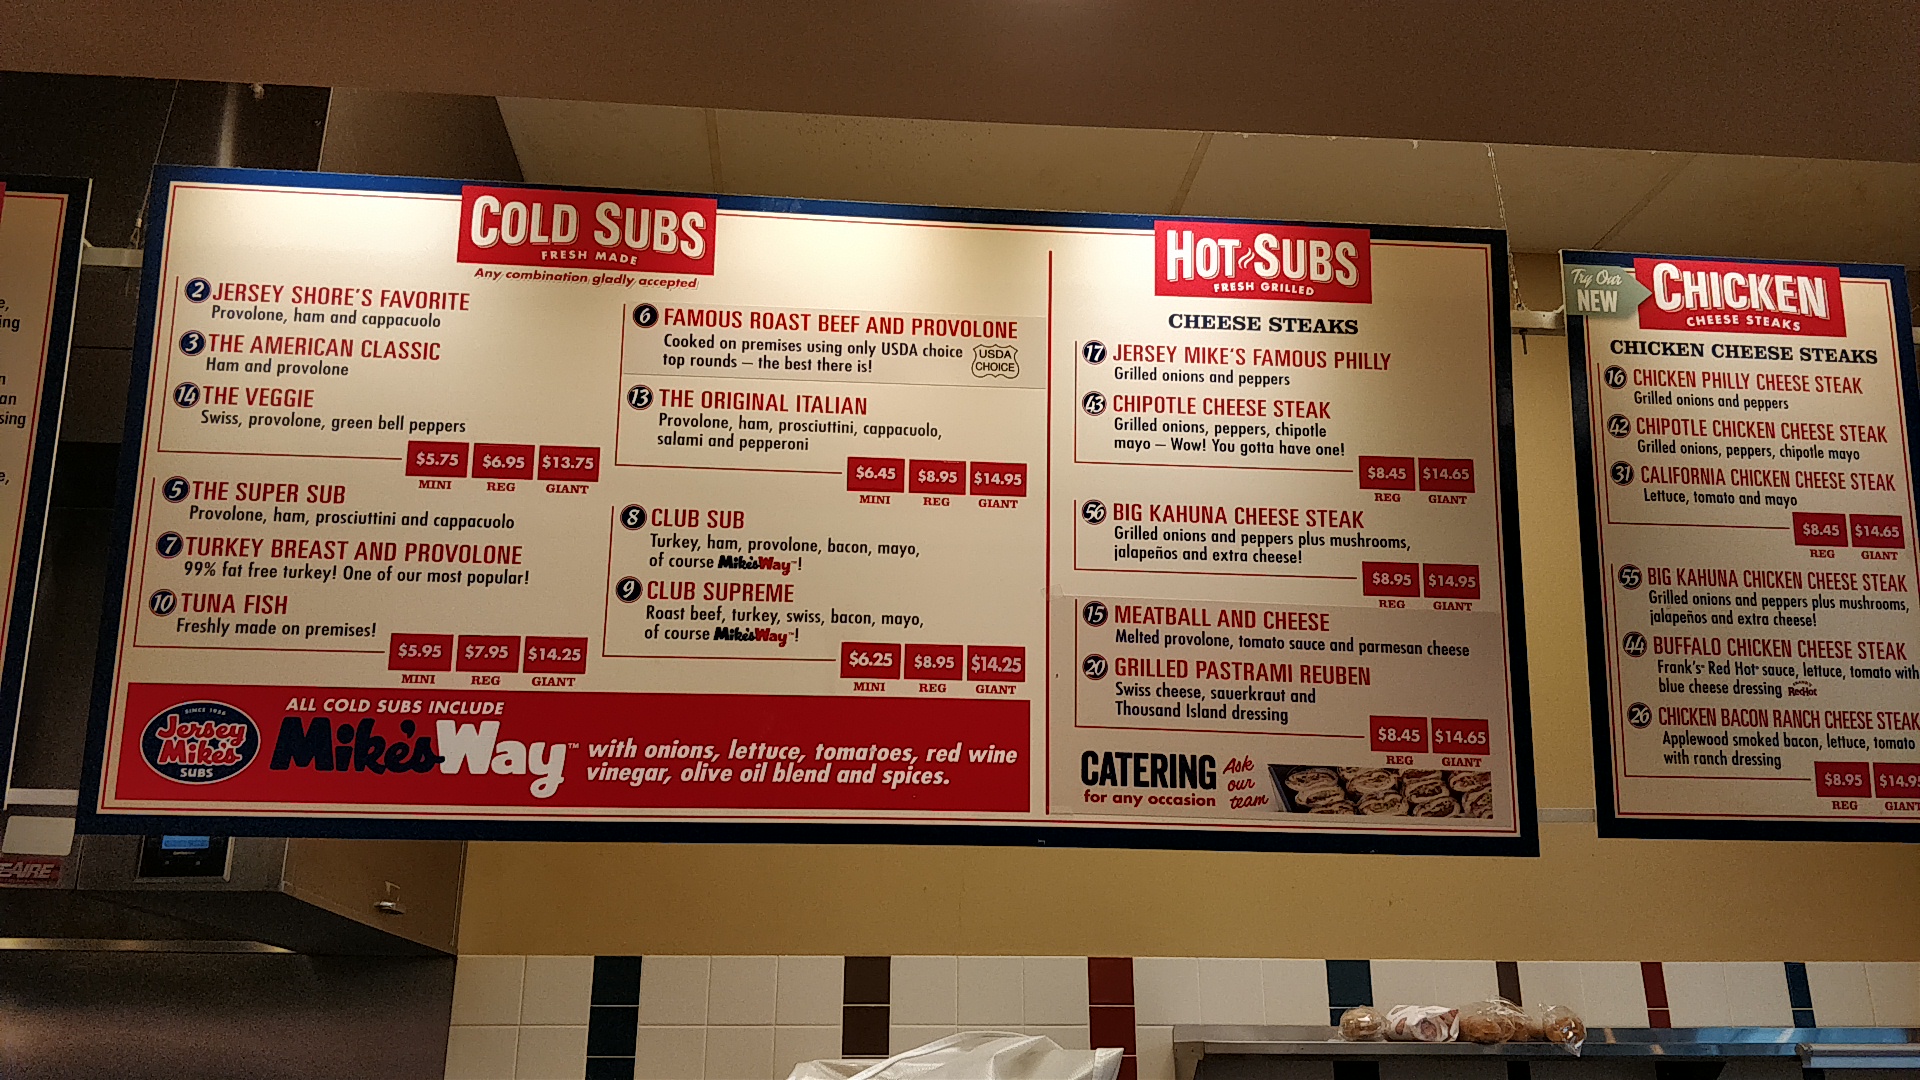 COLD SUBS
FRESH MADE
Any combination gladly accepted
2 JERSEY SHORE'S FAVORITE
Provolone, ham and cappacuolo
3 THE AMERICAN CLASSIC
Ham and provolone
14 THE VEGGIE
Swiss, provolone, green bell peppers
$5.75 $6.95 $13.75
MINI REG GIANT
5 THE SUPER SUB
Provolone, ham, prosciuttini and cappacuolo
7 TURKEY BREAST AND PROVOLONE
99% fat free turkey! One of our most popular!
10 TUNA FISH
Freshly made on premises!
$5.95 $7.95 $14.25
MINI REG GIANT
6 FAMOUS ROAST BEEF AND PROVOLONE
Cooked on premises using only USDA choice
top rounds – the best there is!
USDA
CHOICE
13 THE ORIGINAL ITALIAN
Provolone, ham, prosciuttini, cappacuolo,
salami and pepperoni
$6.45 $8.95 $14.95
MINI REG GIANT
8 CLUB SUB
Turkey, ham, provolone, bacon, mayo,
of course Mike's Way™!
9 CLUB SUPREME
Roast beef, turkey, swiss, bacon, mayo,
of course Mike's Way™!
$6.25 $8.95 $14.25
MINI REG GIANT
SINCE 1956
Jersey
Mike's
SUBS
ALL COLD SUBS INCLUDE
Mike's Way™ with onions, lettuce, tomatoes, red wine
vinegar, olive oil blend and spices.
HOT SUBS
FRESH GRILLED
CHEESE STEAKS
17 JERSEY MIKE'S FAMOUS PHILLY
Grilled onions and peppers
43 CHIPOTLE CHEESE STEAK
Grilled onions, peppers, chipotle
mayo – Wow! You gotta have one!
$8.45 $14.65
REG GIANT
56 BIG KAHUNA CHEESE STEAK
Grilled onions and peppers plus mushrooms,
jalapeños and extra cheese!
$8.95 $14.95
REG GIANT
15 MEATBALL AND CHEESE
Melted provolone, tomato sauce and parmesan cheese
20 GRILLED PASTRAMI REUBEN
Swiss cheese, sauerkraut and
Thousand Island dressing
$8.45 $14.65
REG GIANT
CATERING
for any occasion
Ask
our
team
Try Our
NEW
CHICKEN
CHEESE STEAKS
CHICKEN CHEESE STEAKS
16 CHICKEN PHILLY CHEESE STEAK
Grilled onions and peppers
42 CHIPOTLE CHICKEN CHEESE STEAK
Grilled onions, peppers, chipotle mayo
31 CALIFORNIA CHICKEN CHEESE STEAK
Lettuce, tomato and mayo
$8.45 $14.65
REG GIANT
55 BIG KAHUNA CHICKEN CHEESE STEAK
Grilled onions and peppers plus mushrooms,
jalapeños and extra cheese!
44 BUFFALO CHICKEN CHEESE STEAK
Frank's Red Hot sauce, lettuce, tomato with
blue cheese dressing RedHot
26 CHICKEN BACON RANCH CHEESE STEAK
Applewood smoked bacon, lettuce, tomato
with ranch dressing
$8.95 $14.9
REG GIANT